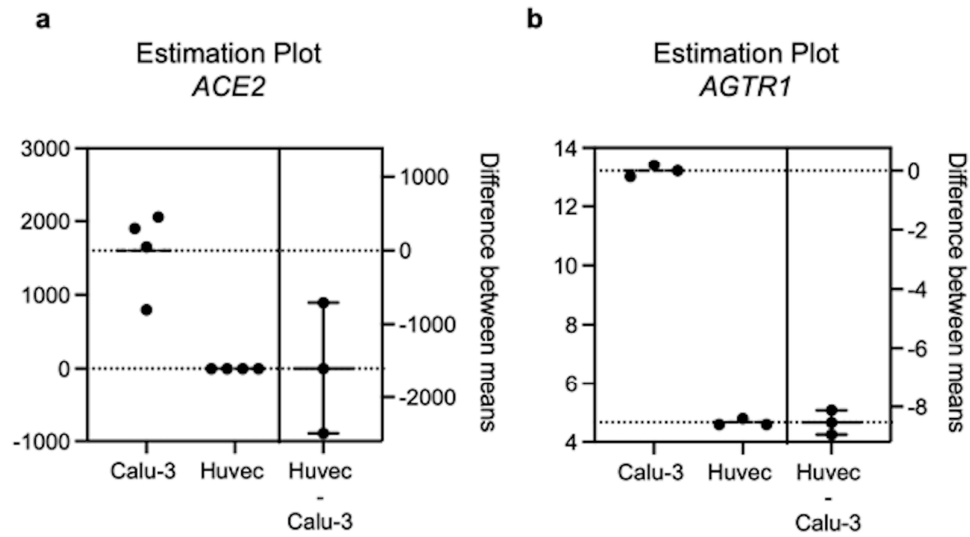 a
Estimation Plot
ACE2
3000
2000
1000
0
-1000
1000
0
-1000
-2000
Difference between means
Calu-3
Huvec
Huvec
-
Calu-3
b
Estimation Plot
AGTR1
14
12
10
8
6
4
0
-2
-4
-6
-8
Difference between means
Calu-3
Huvec
Huvec
-
Calu-3